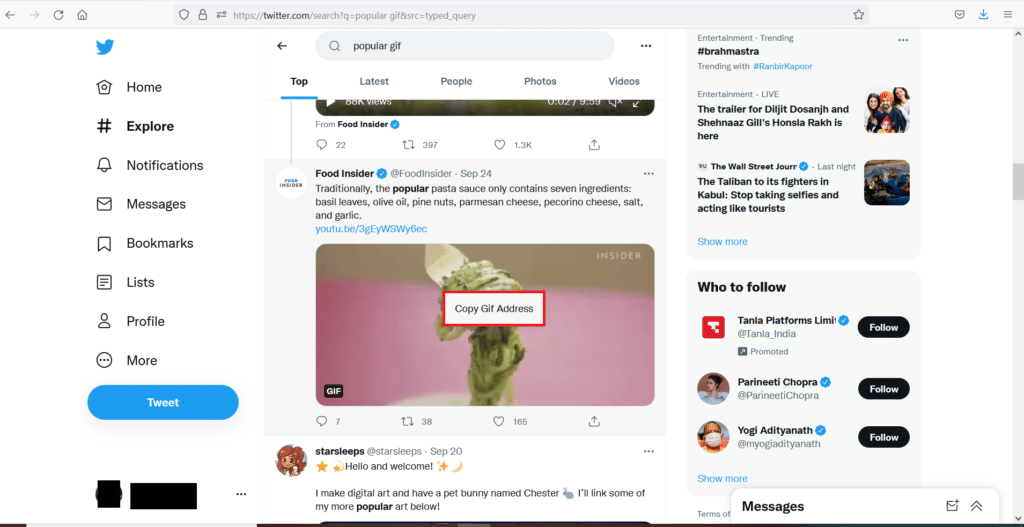 https://twitter.com/search?q=popular gif&src=typed_query
Home
Explore
Notifications
Messages
Bookmarks
Lists
Profile
More
Tweet
popular gif
Top Latest People Photos Videos
88K views 0:02 / 9:59
From Food Insider
22 397 1.3K
FOOD
INSIDER
Food Insider @FoodInsider · Sep 24
Traditionally, the popular pasta sauce only contains seven ingredients:
basil leaves, olive oil, pine nuts, parmesan cheese, pecorino cheese, salt,
and garlic.
youtu.be/3gEyWSWy6ec
INSIDER
Copy Gif Address
GIF
7 38 165
starsleeps @starsleeps · Sep 20
⭐💫Hello and welcome! ✨🌙
I make digital art and have a pet bunny named Chester 🐇 I'll link some of
my more popular art below!
Entertainment · Trending
#brahmastra
Trending with #RanbirKapoor
Entertainment · LIVE
The trailer for Diljit Dosanjh and
Shehnaaz Gill's Honsla Rakh is
here
WSJ The Wall Street Journ · Last night
The Taliban to its fighters in
Kabul: Stop taking selfies and
acting like tourists
Show more
Who to follow
Tanla Platforms Limit
@Tanla_India
Promoted
Follow
Parineeti Chopra
@ParineetiChopra
Follow
Yogi Adityanath
@myogiadityanath
Follow
Show more
Terms of
Messages